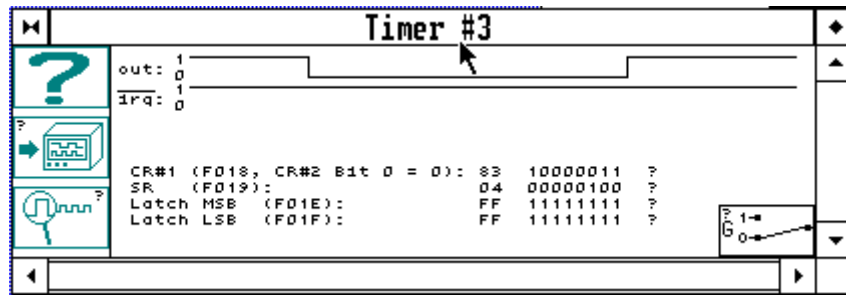 Timer #3
out: 1
0
irq: 1
0
CR#1 (F018, CR#2 Bit 0 = 0): 83 10000011 ?
SR (F019): 04 00000100 ?
Latch MSB (F01E): FF 11111111 ?
Latch LSB (F01F): FF 11111111 ?
?
?
?
? 1
G 0